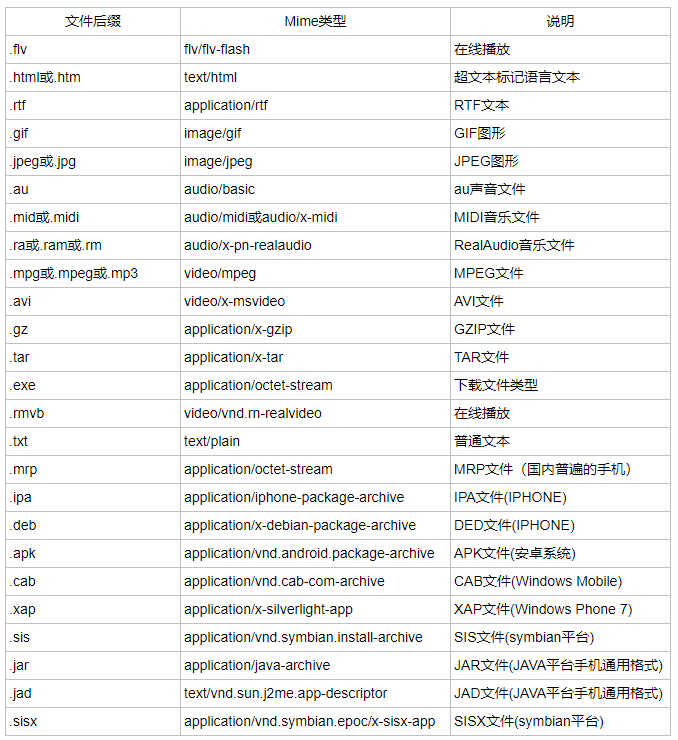 文件后缀 Mime类型 说明
.flv flv/flv-flash 在线播放
.html或.htm text/html 超文本标记语言文本
.rtf application/rtf RTF文本
.gif image/gif GIF图形
.jpeg或.jpg image/jpeg JPEG图形
.au audio/basic au声音文件
.mid或.midi audio/midi或audio/x-midi MIDI音乐文件
.ra或.ram或.rm audio/x-pn-realaudio RealAudio音乐文件
.mpg或.mpeg或.mp3 video/mpeg MPEG文件
.avi video/x-msvideo AVI文件
.gz application/x-gzip GZIP文件
.tar application/x-tar TAR文件
.exe application/octet-stream 下载文件类型
.rmvb video/vnd.rn-realvideo 在线播放
.txt text/plain 普通文本
.mrp application/octet-stream MRP文件（国内普遍的手机）
.ipa application/iphone-package-archive IPA文件(IPHONE)
.deb application/x-debian-package-archive DED文件(IPHONE)
.apk application/vnd.android.package-archive APK文件(安卓系统)
.cab application/vnd.cab-com-archive CAB文件(Windows Mobile)
.xap application/x-silverlight-app XAP文件(Windows Phone 7)
.sis application/vnd.symbian.install-archive SIS文件(symbian平台)
.jar application/java-archive JAR文件(JAVA平台手机通用格式)
.jad text/vnd.sun.j2me.app-descriptor JAD文件(JAVA平台手机通用格式)
.sisx application/vnd.symbian.epoc/x-sisx-app SISX文件(symbian平台)